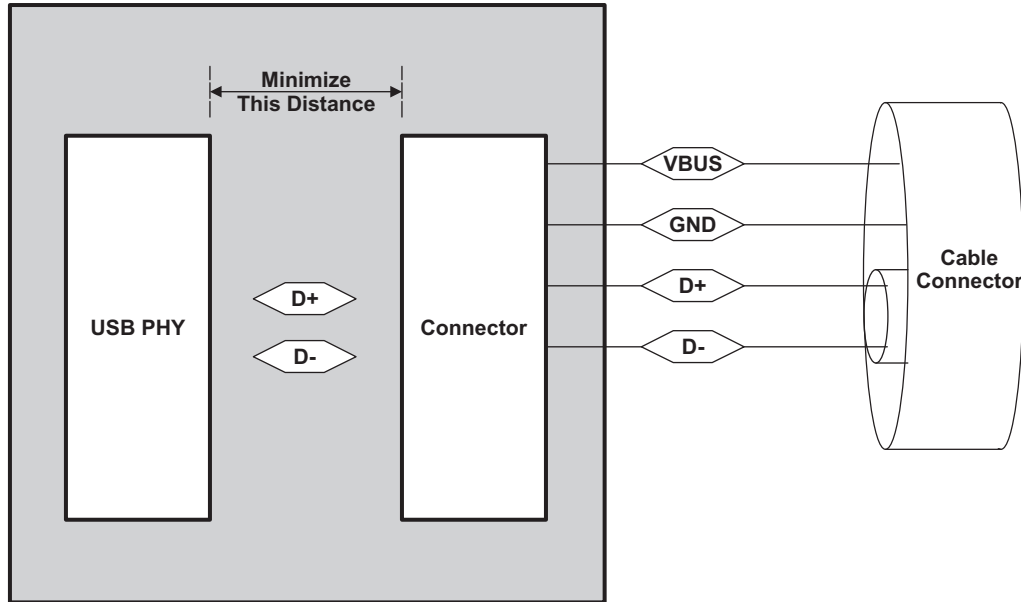 Minimize
This Distance
USB PHY
D+
D-
Connector
VBUS
GND
D+
D-
Cable
Connector